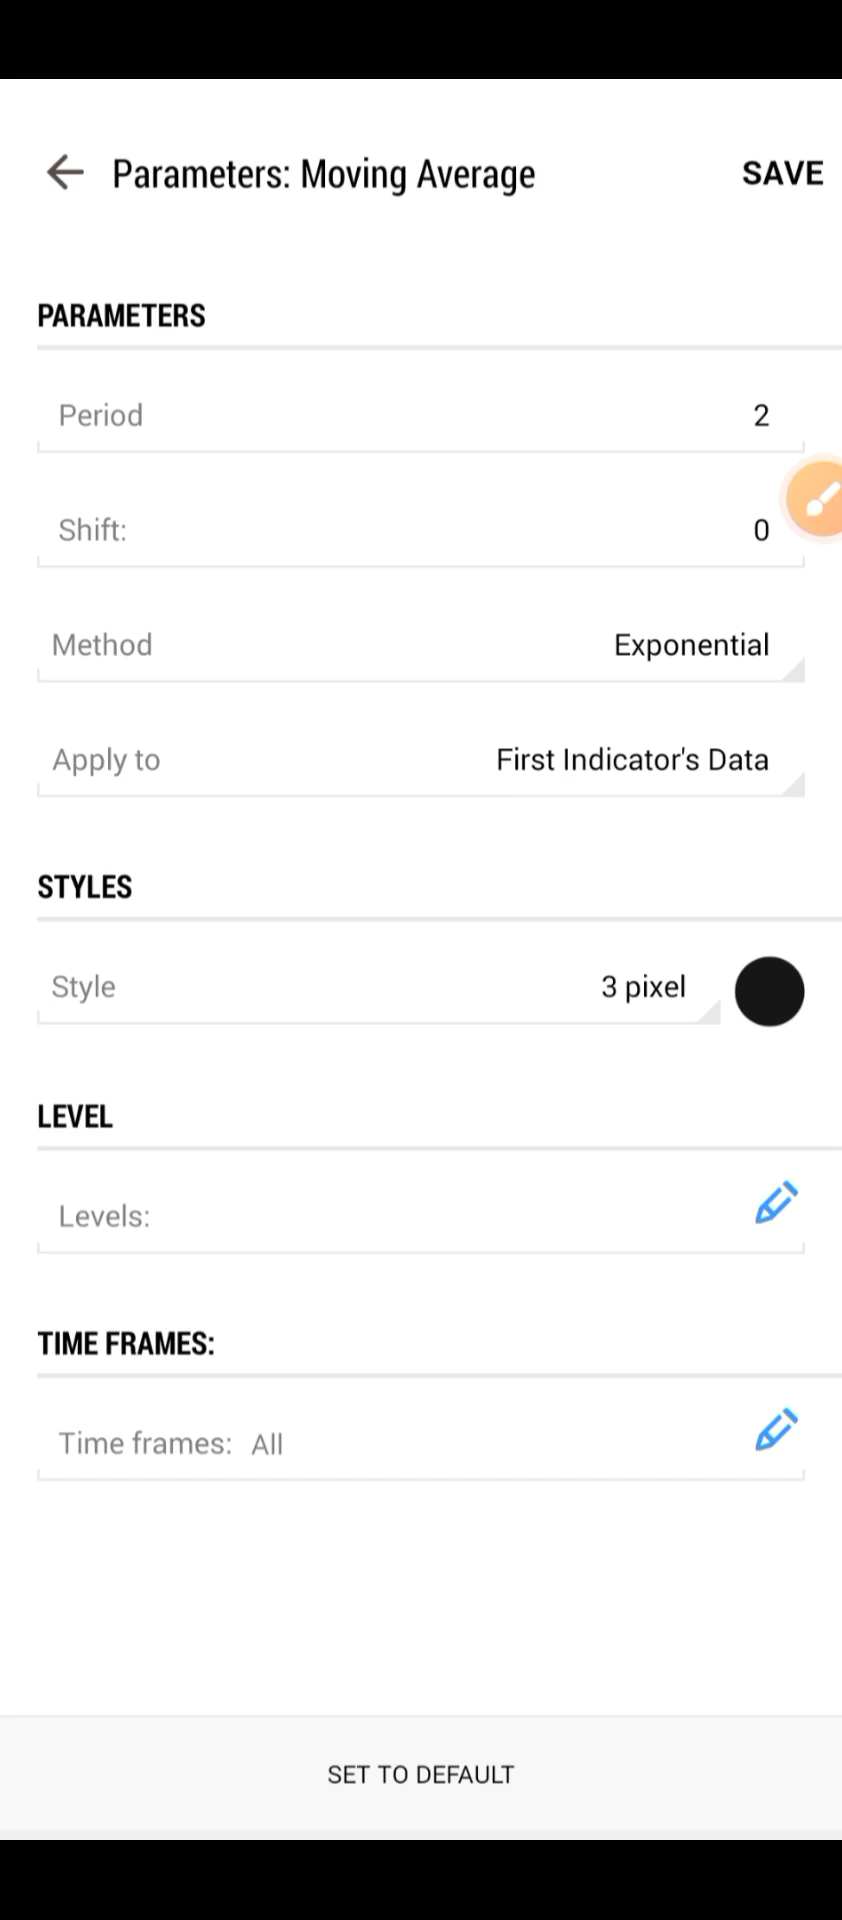 Parameters: Moving Average SAVE
PARAMETERS
Period 2
Shift: 0
Method Exponential
Apply to First Indicator's Data
STYLES
Style 3 pixel
LEVEL
Levels:
TIME FRAMES:
Time frames: All
SET TO DEFAULT